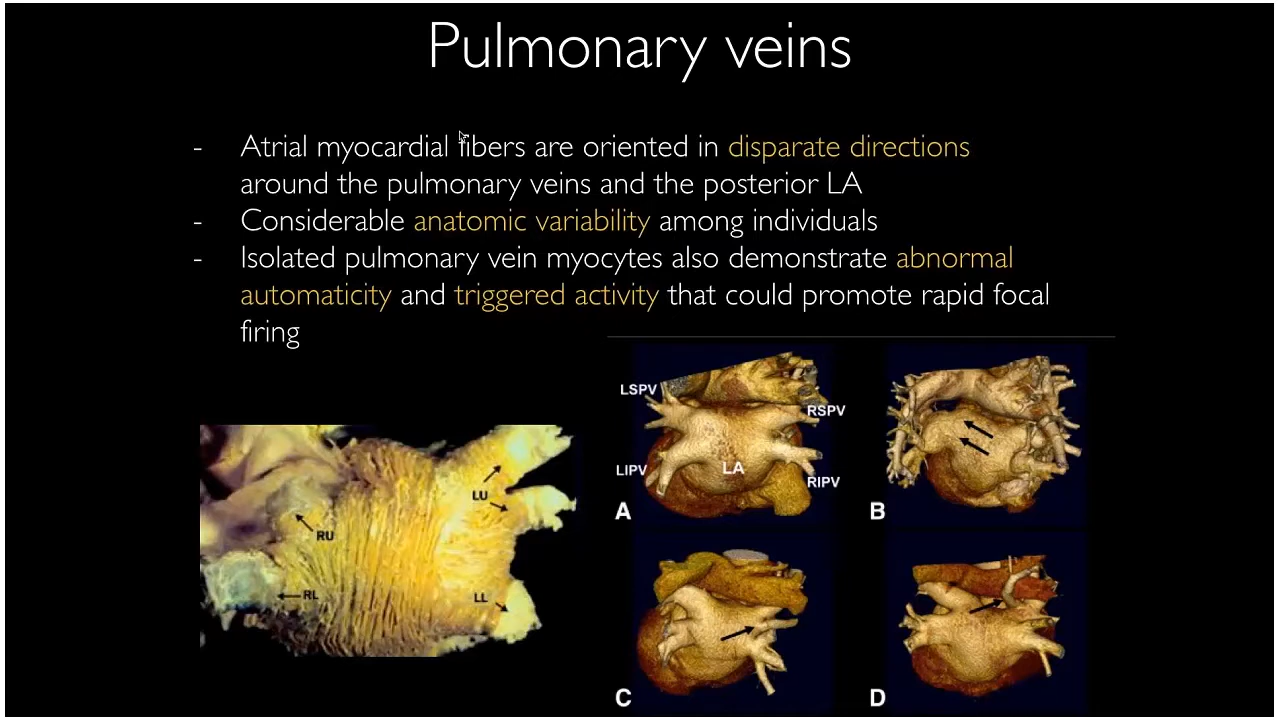 Pulmonary veins
- Atrial myocardial fibers are oriented in disparate directions
around the pulmonary veins and the posterior LA
- Considerable anatomic variability among individuals
- Isolated pulmonary vein myocytes also demonstrate abnormal
automaticity and triggered activity that could promote rapid focal
firing
LU
RU
RL
LL
LSPV
RSPV
LIPV
LA
RIPV
A
B
C
D